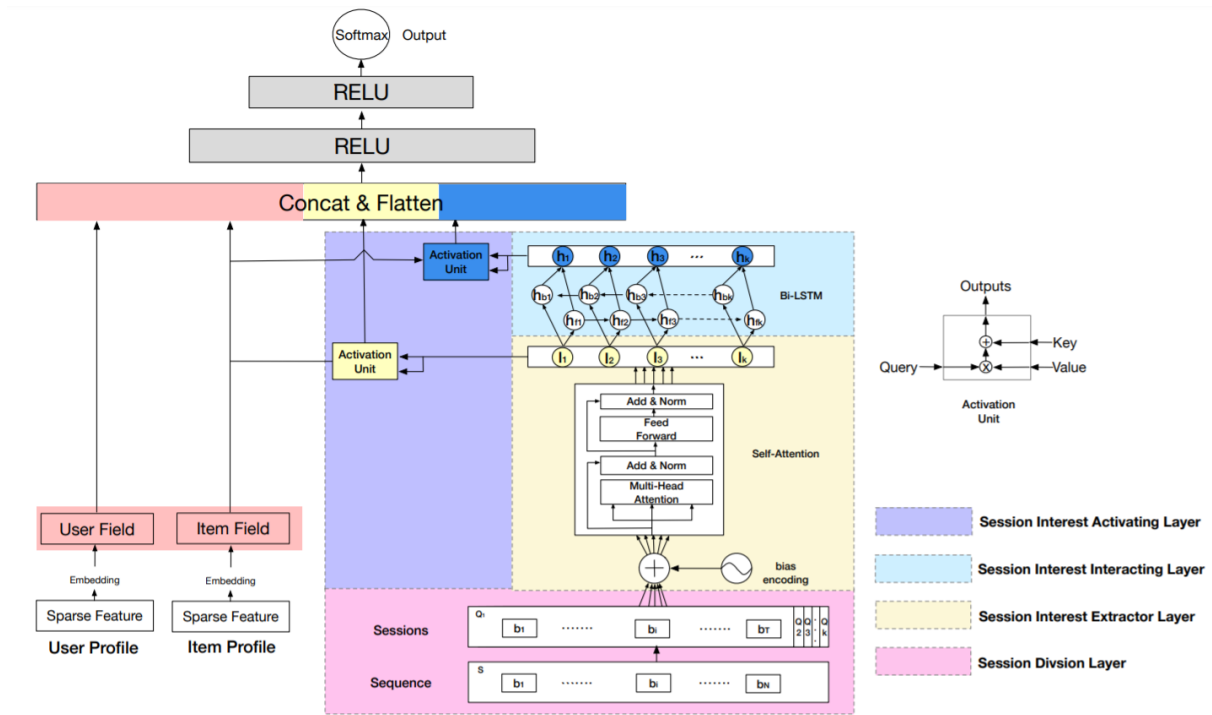 Softmax Output
RELU
RELU
Concat & Flatten
Activation
Unit
h1 h2 h3 ... hk
hb1 hb2 hb3 hbk
Bi-LSTM
hf1 hf2 hf3 hfk
Activation
Unit
I1 I2 I3 ... Ik
Add & Norm
Feed
Forward
Self-Attention
Add & Norm
Multi-Head
Attention
bias
encoding
User Field
Item Field
Embedding
Embedding
Sparse Feature
Sparse Feature
User Profile
Item Profile
Sessions
Q1
b1 ....... bi ....... bT
Q2 Q3 ... Qk
Sequence
S
b1 ....... bi ....... bN
Outputs
Key
Query
Value
Activation
Unit
Session Interest Activating Layer
Session Interest Interacting Layer
Session Interest Extractor Layer
Session Divsion Layer